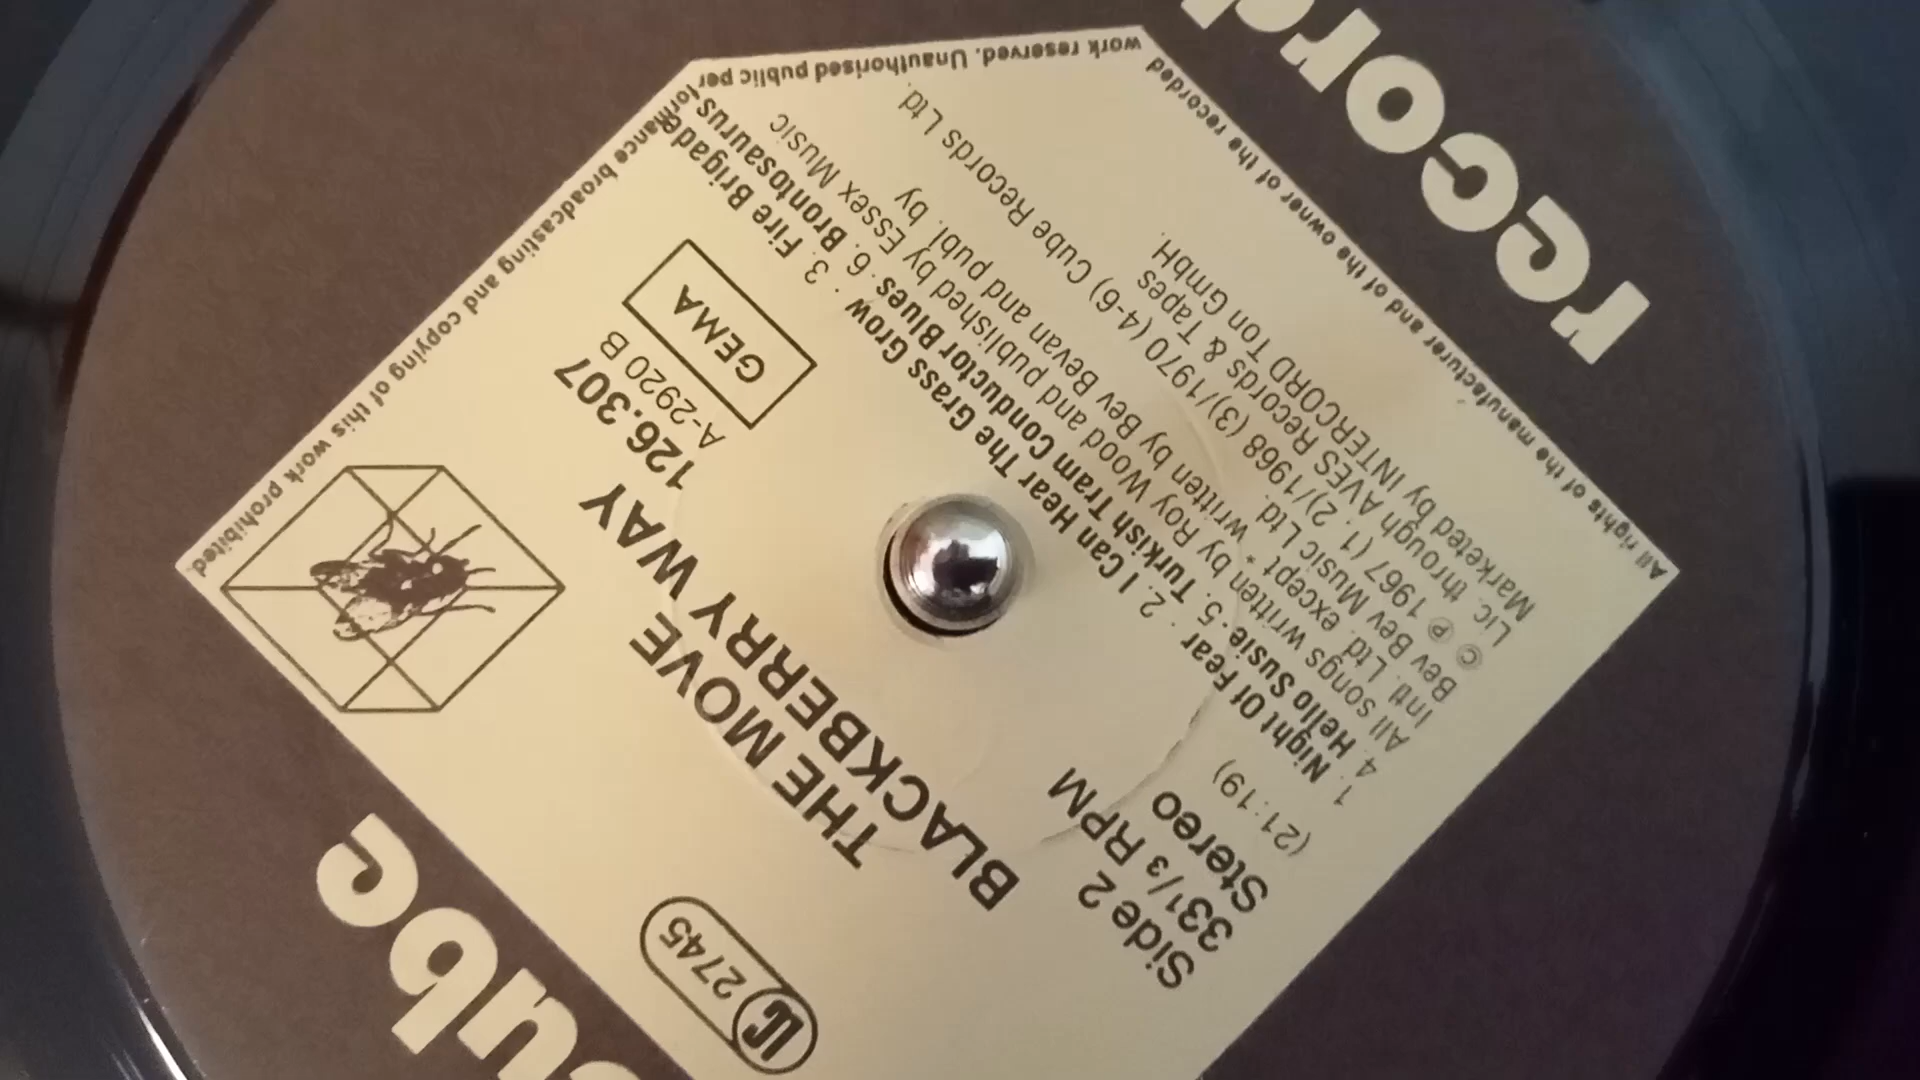 cube
record
LC 2745
THE MOVE
BLACKBERRY WAY
Side 2
33 1/3 RPM
Stereo
(21:19)
126.307
A-2920 B
GEMA
1. Night Of Fear · 2. I Can Hear The Grass Grow · 3. Fire Brigade
4. Hello Susie · 5. Turkish Tram Conductor Blues · 6. Brontosaurus
All songs written by Roy Wood and published by Essex Music
Intl. Ltd. except * written by Bev Bevan and publ. by
Bev Music Ltd.
© ℗ 1967 (1, 2)/1968 (3)/1970 (4-6) Cube Records Ltd.
Lic. through AVES Records & Tapes
Marketed by INTERCORD Ton GmbH.
All rights of the manufacturer and of the owner of the recorded work reserved. Unauthorised public performance broadcasting and copying of this work prohibited.